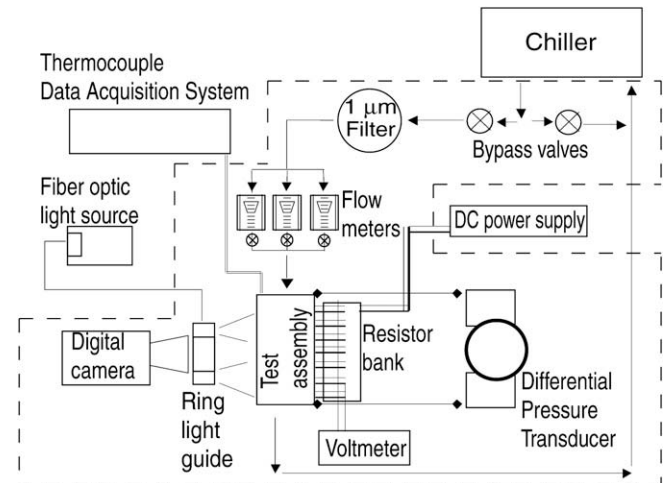 Chiller
Thermocouple
Data Acquisition System
1 μm
Filter
Bypass valves
Fiber optic
light source
Flow
meters
DC power supply
Digital
camera
Test
assembly
Resistor
bank
Ring
light
guide
Voltmeter
Differential
Pressure
Transducer